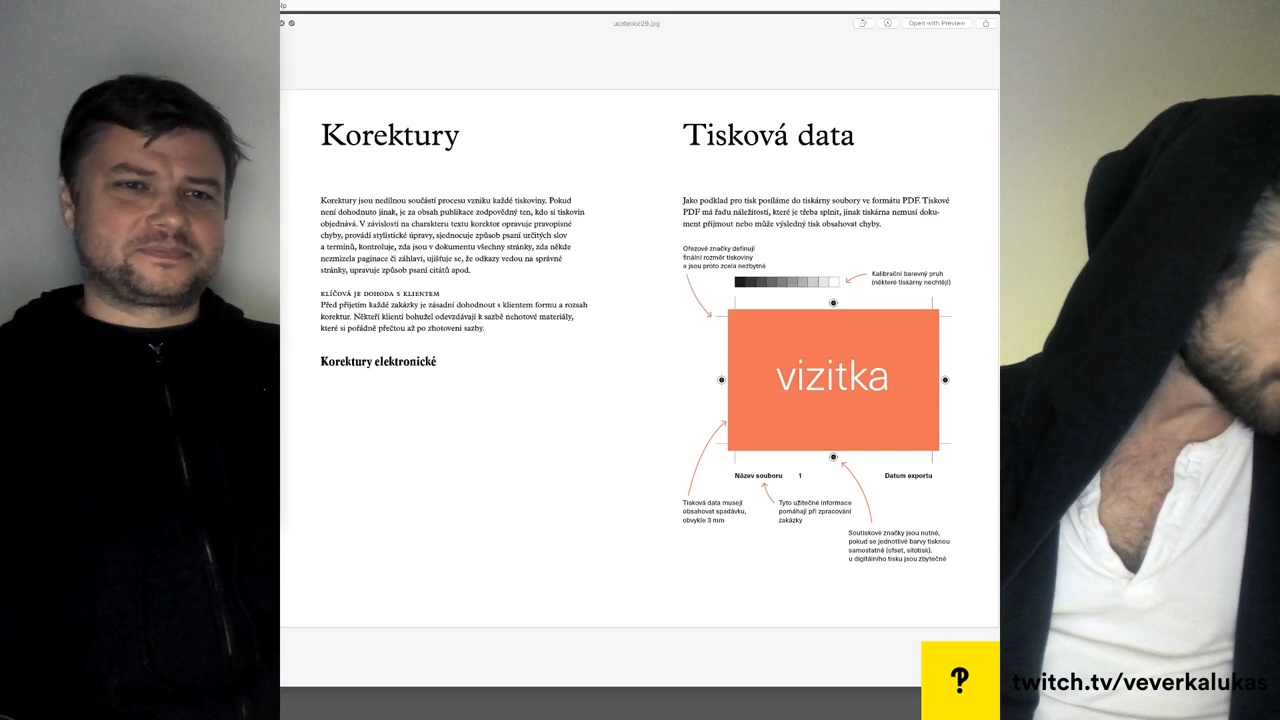 lp
ucebnice29.jpg
Open with Preview
Korektury
Korektury jsou nedílnou součástí procesu vzniku každé tiskoviny. Pokud
není dohodnuto jinak, je za obsah publikace zodpovědný ten, kdo si tiskovin
objednává. V závislosti na charakteru textu korektor opravuje pravopisné
chyby, provádí stylistické úpravy, sjednocuje způsob psaní určitých slov
a termínů, kontroluje, zda jsou v dokumentu všechny stránky, zda někde
nezmizela paginace či záhlaví, ujišťuje se, že odkazy vedou na správné
stránky, upravuje způsob psaní citátů apod.
KLÍČOVÁ JE DOHODA S KLIENTEM
Před přijetím každé zakázky je zásadní dohodnout s klientem formu a rozsah
korektur. Někteří klienti bohužel odevzdávají k sazbě nehotové materiály,
které si pořádně přečtou až po zhotovení sazby.
Korektury elektronické
Tisková data
Jako podklad pro tisk posíláme do tiskárny soubory ve formátu PDF. Tiskové
PDF má řadu náležitostí, které je třeba splnit, jinak tiskárna nemusí doku-
ment přijmout nebo může výsledný tisk obsahovat chyby.
Ořezové značky definují
finální rozměr tiskoviny
a jsou proto zcela nezbytné
Kalibrační barevný pruh
(některé tiskárny nechtějí)
vizitka
Název souboru 1 Datum exportu
Tisková data musejí
obsahovat spadávku,
obvykle 3 mm
Tyto užitečné informace
pomáhají při zpracování
zakázky
Soutiskové značky jsou nutné,
pokud se jednotlivé barvy tisknou
samostatně (ofset, sítotisk),
u digitálního tisku jsou zbytečné
?
twitch.tv/veverkalukas